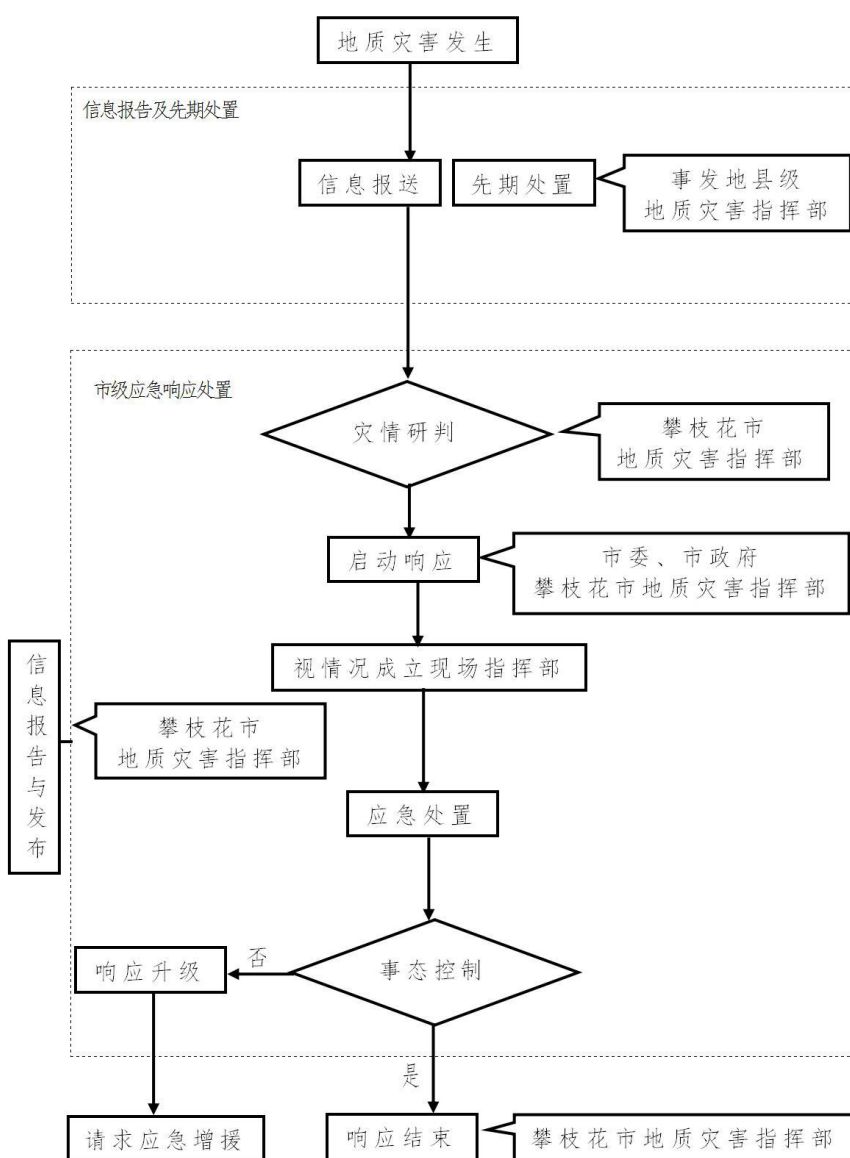 地质灾害发生
信息报告及先期处置
信息报送
先期处置
事发地县级
地质灾害指挥部
市级应急响应处置
灾情研判
攀枝花市
地质灾害指挥部
启动响应
市委、市政府
攀枝花市地质灾害指挥部
视情况成立现场指挥部
信息报告与发布
攀枝花市
地质灾害指挥部
应急处置
事态控制
否
响应升级
是
请求应急增援
响应结束
攀枝花市地质灾害指挥部